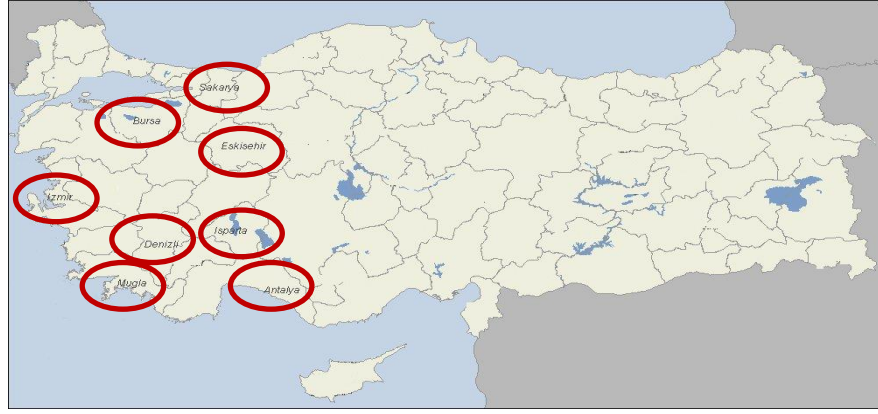 Sakarya
Bursa
Eskisehir
Izmir
Isparta
Denizli
Mugla
Antalya